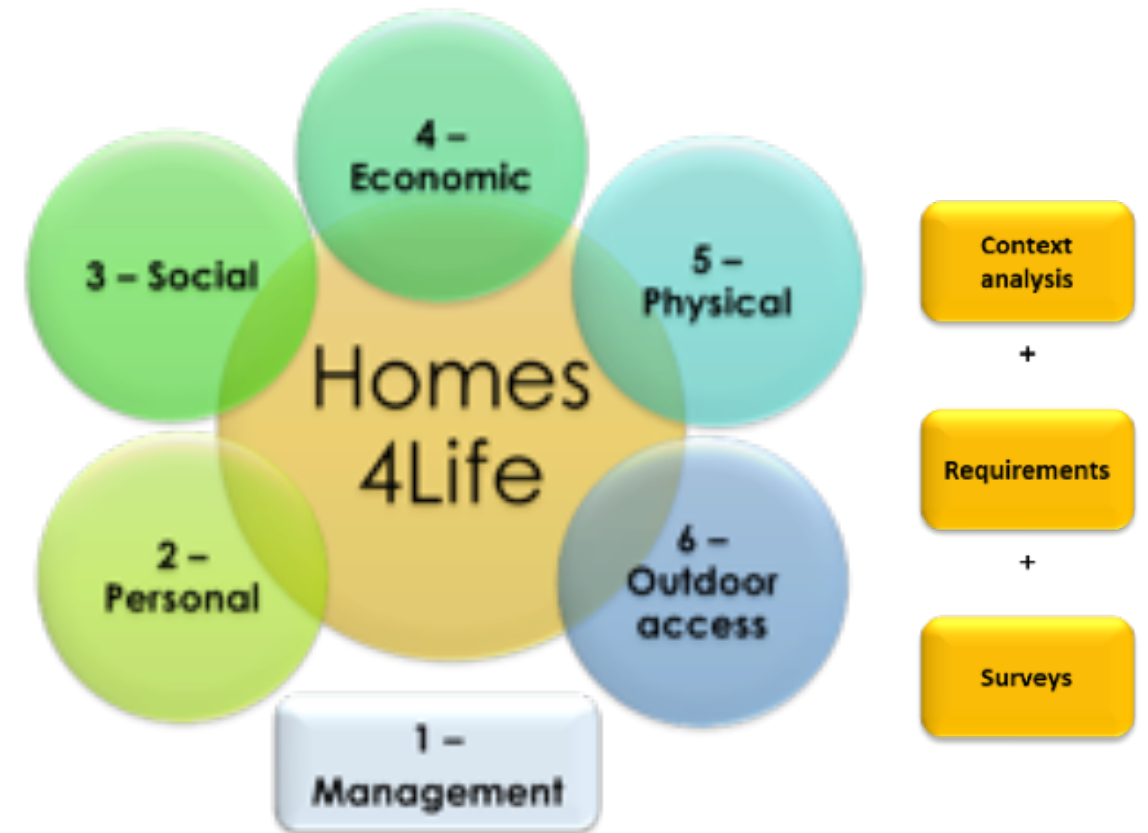 4 –
Economic
3 – Social
5 –
Physical
Homes
4Life
2 –
Personal
6 –
Outdoor
access
1 –
Management
Context
analysis
+
Requirements
+
Surveys